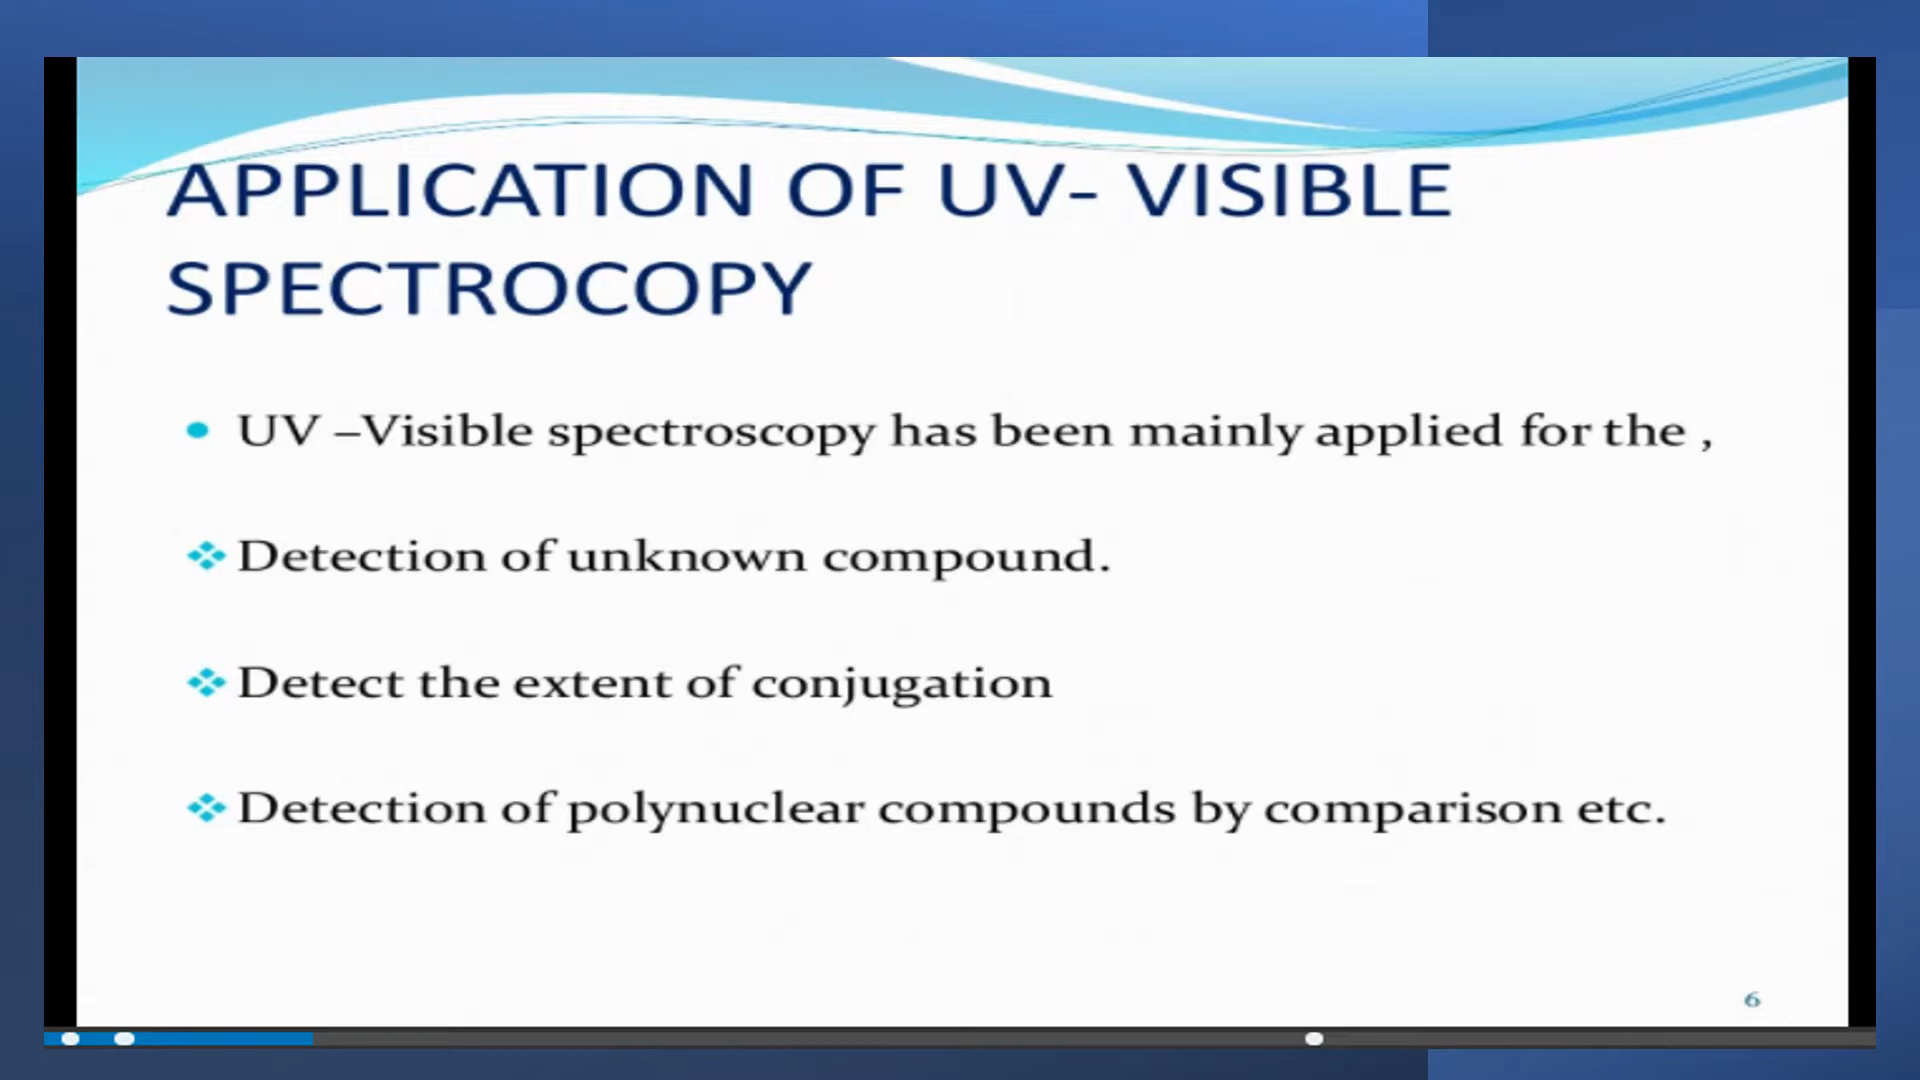 APPLICATION OF UV- VISIBLE
SPECTROCOPY
UV –Visible spectroscopy has been mainly applied for the ,
Detection of unknown compound.
Detect the extent of conjugation
Detection of polynuclear compounds by comparison etc.
6